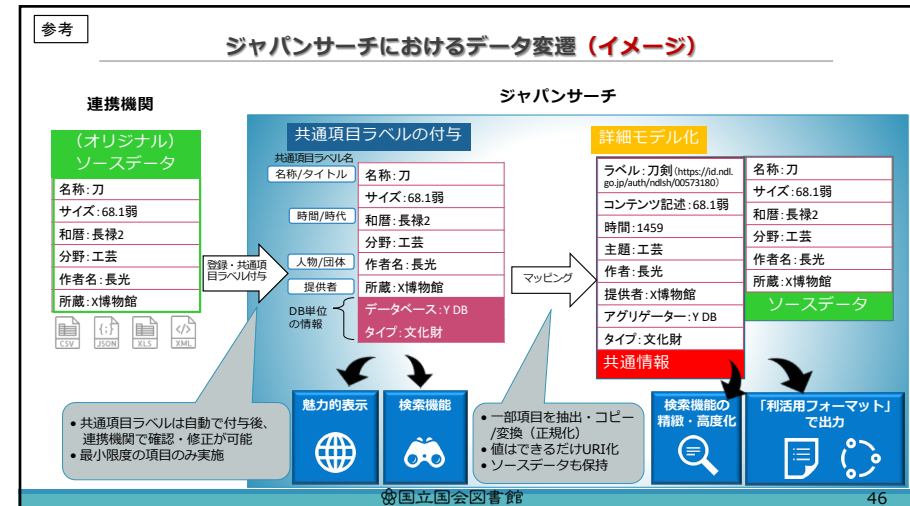 参考
ジャパンサーチにおけるデータ変遷（イメージ）
連携機関
ジャパンサーチ
（オリジナル）
ソースデータ
名称：刀
サイズ：68.1弱
和暦：長禄2
分野：工芸
作者名：長光
所蔵：X博物館
CSV
JSON
XLS
XML
登録・共通項
目ラベル付与
共通項目ラベルの付与
共通項目ラベル名
名称/タイトル
時間/時代
人物/団体
提供者
DB単位
の情報
名称：刀
サイズ：68.1弱
和暦：長禄2
分野：工芸
作者名：長光
所蔵：X博物館
データベース：Y DB
タイプ：文化財
マッピング
詳細モデル化
ラベル：刀剣（https://id.ndl.
go.jp/auth/ndlsh/00573180）
コンテンツ記述：68.1弱
時間：1459
主題：工芸
作者：長光
提供者：X博物館
アグリゲーター：Y DB
タイプ：文化財
共通情報
名称：刀
サイズ：68.1弱
和暦：長禄2
分野：工芸
作者名：長光
所蔵：X博物館
ソースデータ
• 共通項目ラベルは自動で付与後、
連携機関で確認・修正が可能
• 最小限度の項目のみ実施
魅力的表示
検索機能
• 一部項目を抽出・コピー
/変換（正規化）
• 値はできるだけURI化
• ソースデータも保持
検索機能の
精緻・高度化
「利活用フォーマット」
で出力
国立国会図書館
46